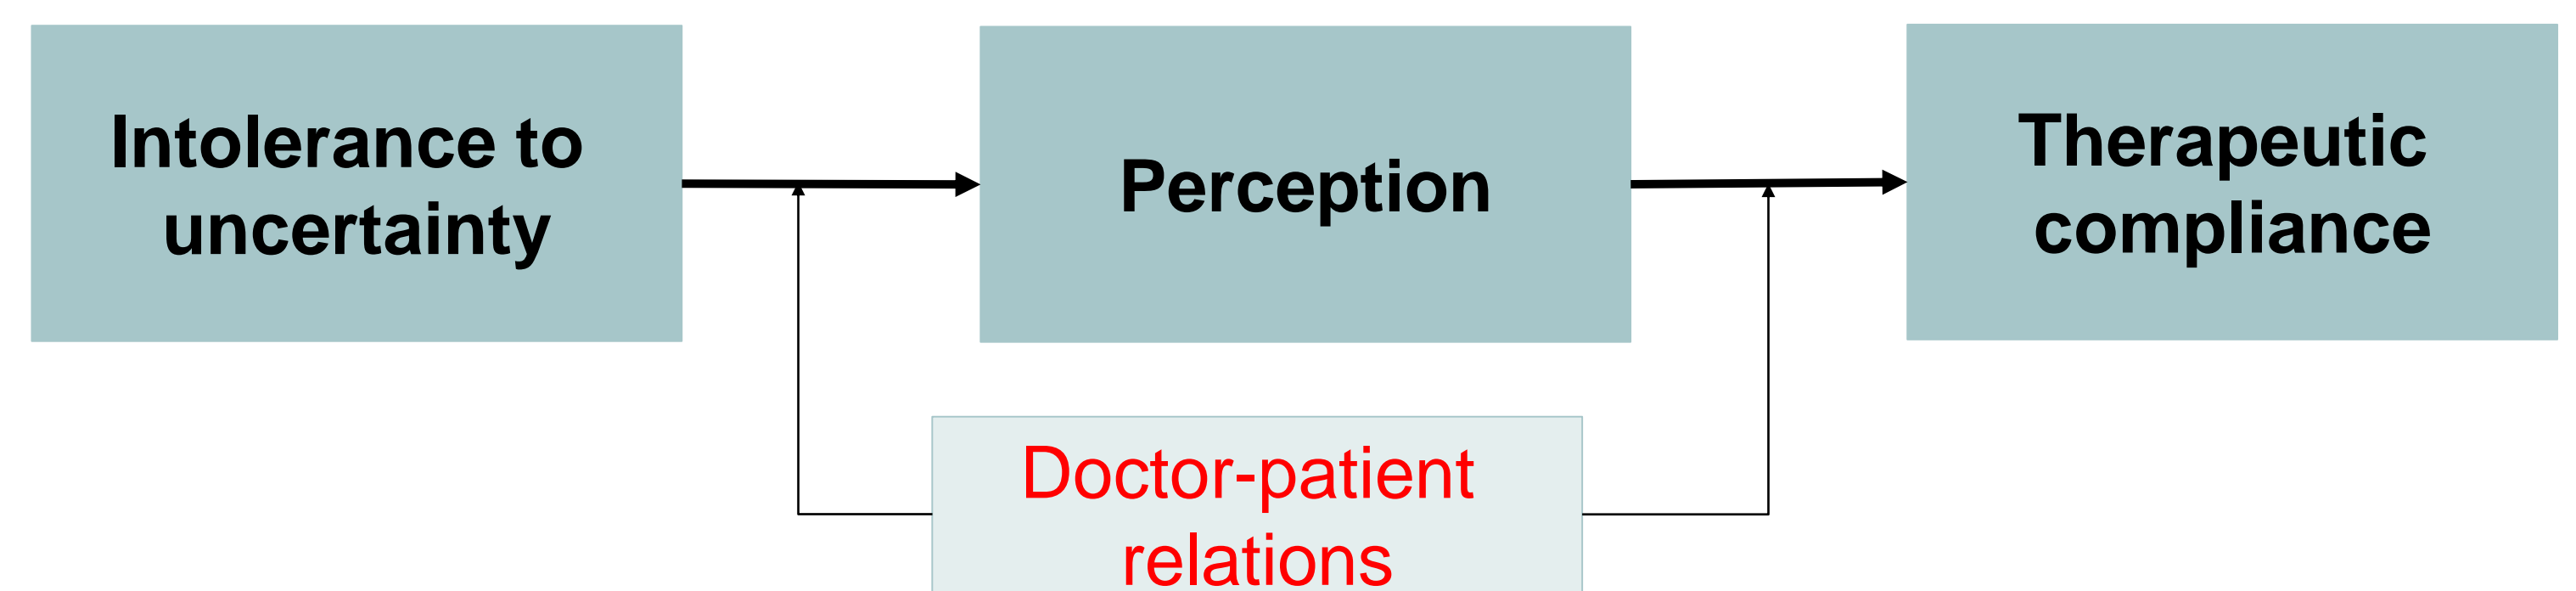 Intolerance to
uncertainty
Perception
Therapeutic
compliance
Doctor-patient
relations